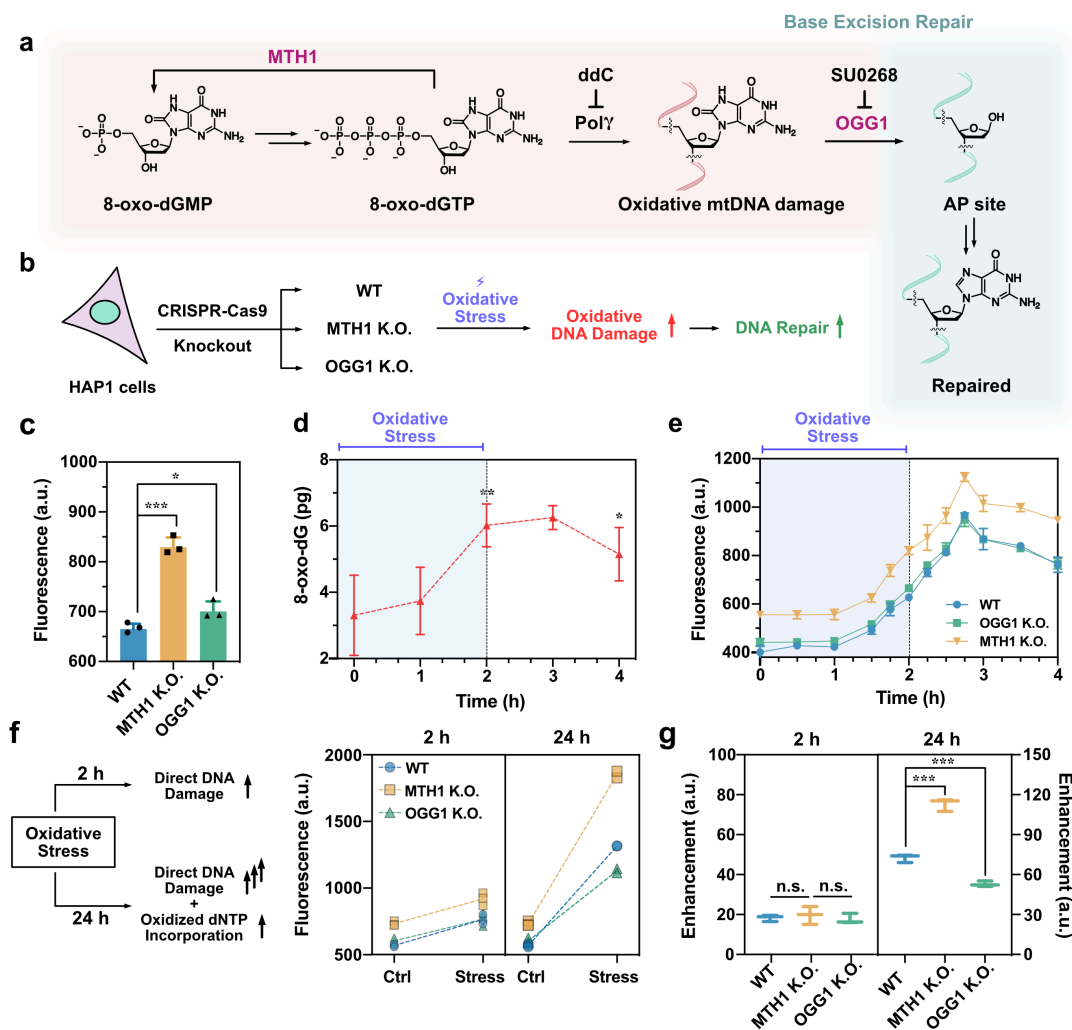 Base Excision Repair
a
MTH1
ddC
Polγ
SU0268
OGG1
8-oxo-dGMP
8-oxo-dGTP
Oxidative mtDNA damage
AP site
Repaired
b
HAP1 cells
CRISPR-Cas9
Knockout
WT
MTH1 K.O.
OGG1 K.O.
Oxidative
Stress
Oxidative
DNA Damage
DNA Repair
c
Fluorescence (a.u.)
1000
900
800
700
600
***
*
WT
MTH1 K.O.
OGG1 K.O.
d
Oxidative
Stress
8-oxo-dG (pg)
8
6
4
2
**
*
0 1 2 3 4
Time (h)
e
Oxidative
Stress
Fluorescence (a.u.)
1200
1000
800
600
400
WT
OGG1 K.O.
MTH1 K.O.
0 1 2 3 4
Time (h)
f
Oxidative
Stress
2 h
Direct DNA
Damage
24 h
Direct DNA
Damage
+
Oxidized dNTP
Incorporation
2 h 24 h
Fluorescence (a.u.)
2000
1500
1000
500
WT
MTH1 K.O.
OGG1 K.O.
Ctrl Stress Ctrl Stress
g
2 h 24 h
Enhancement (a.u.)
100
80
60
40
20
0
n.s. n.s.
***
***
150
120
90
60
30
0
Enhancement (a.u.)
WT
MTH1 K.O.
OGG1 K.O.
WT
MTH1 K.O.
OGG1 K.O.